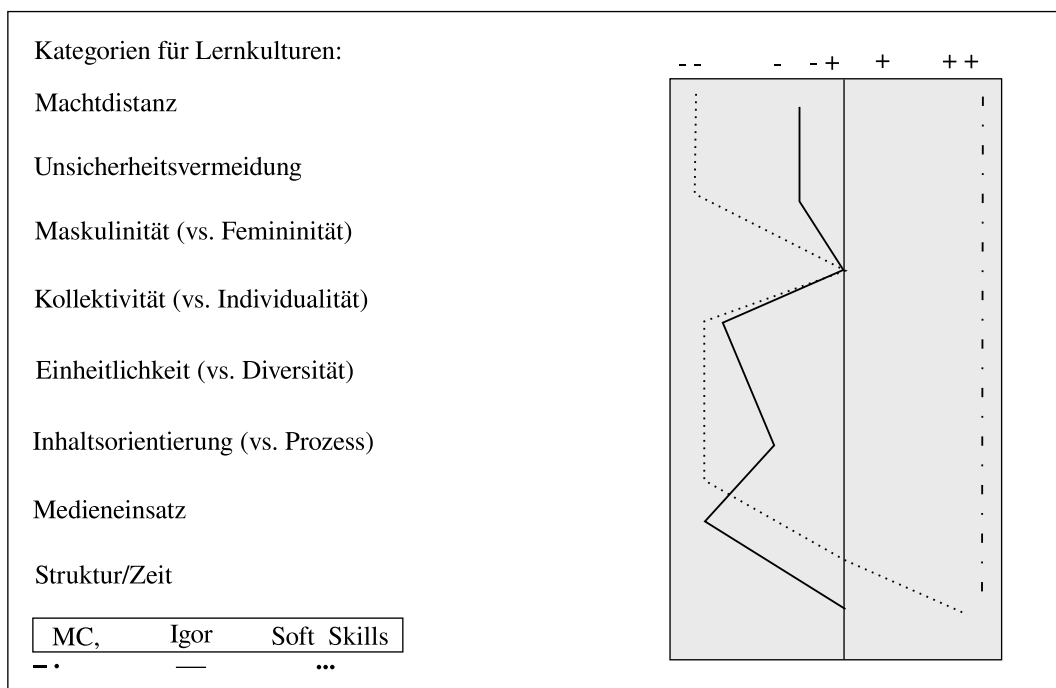 Kategorien für Lernkulturen:
-- - -+ + ++
Machtdistanz
Unsicherheitsvermeidung
Maskulinität (vs. Femininität)
Kollektivität (vs. Individualität)
Einheitlichkeit (vs. Diversität)
Inhaltsorientierung (vs. Prozess)
Medieneinsatz
Struktur/Zeit
MC, Igor Soft Skills